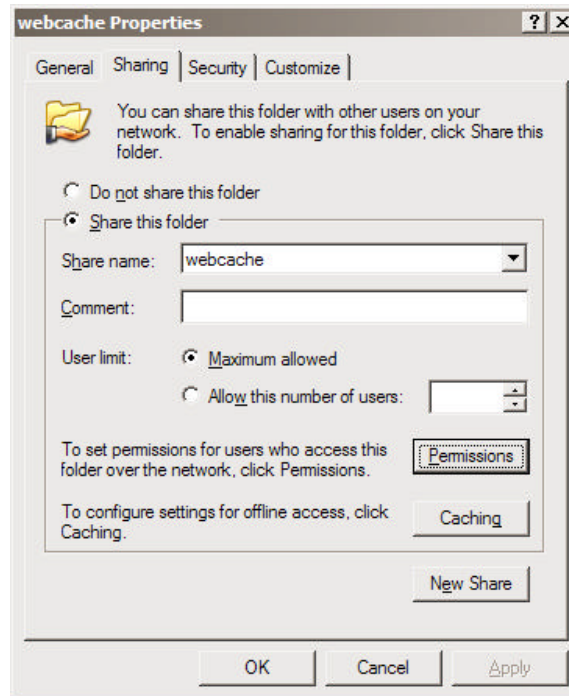 webcache Properties
? X
General Sharing Security Customize
You can share this folder with other users on your
network. To enable sharing for this folder, click Share this
folder.
Do not share this folder
Share this folder
Share name: webcache
Comment:
User limit: Maximum allowed
Allow this number of users:
To set permissions for users who access this
folder over the network, click Permissions.
Permissions
To configure settings for offline access, click
Caching.
Caching
New Share
OK Cancel Apply